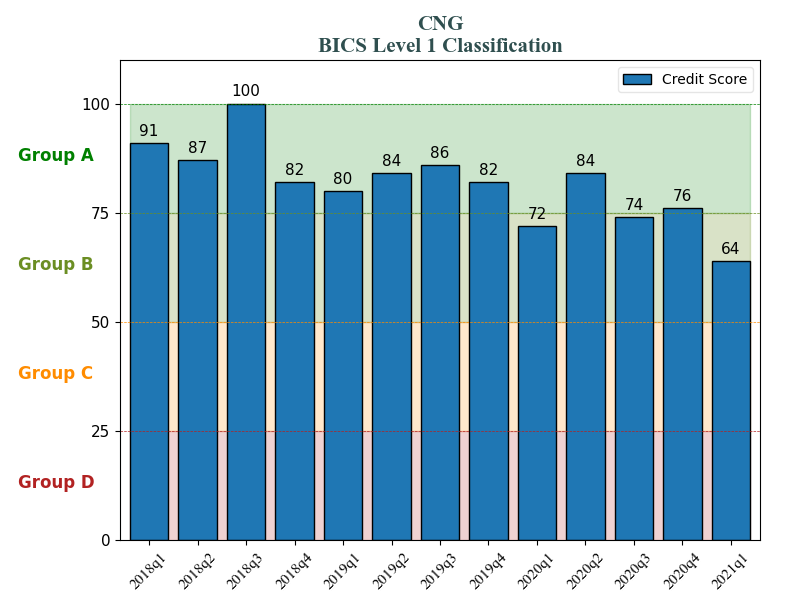 CNG
BICS Level 1 Classification
Credit Score
100
75
50
25
0
Group A
Group B
Group C
Group D
91
87
100
82
80
84
86
82
72
84
74
76
64
2018q1
2018q2
2018q3
2018q4
2019q1
2019q2
2019q3
2019q4
2020q1
2020q2
2020q3
2020q4
2021q1